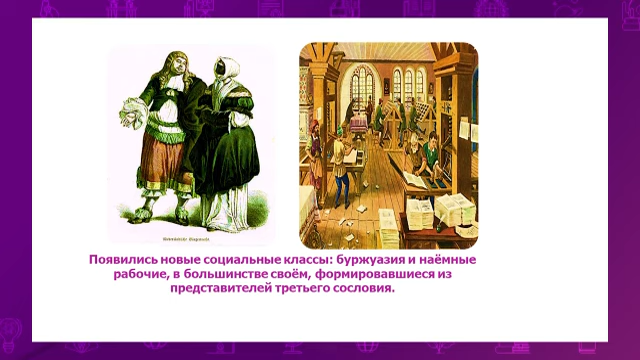 Появились новые социальные классы: буржуазия и наёмные
рабочие, в большинстве своём, формировавшиеся из
представителей третьего сословия.